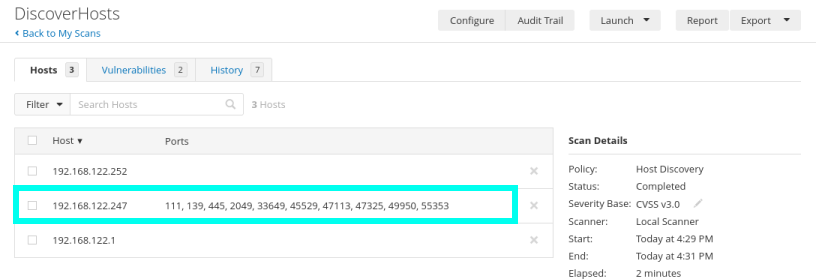 DiscoverHosts
Configure Audit Trail Launch Report Export
Back to My Scans
Hosts 3 Vulnerabilities 2 History 7
Filter Search Hosts 3 Hosts
Host Ports
192.168.122.252
192.168.122.247 111, 139, 445, 2049, 33649, 45529, 47113, 47325, 49950, 55353
192.168.122.1
Scan Details
Policy: Host Discovery
Status: Completed
Severity Base: CVSS v3.0
Scanner: Local Scanner
Start: Today at 4:29 PM
End: Today at 4:31 PM
Elapsed: 2 minutes